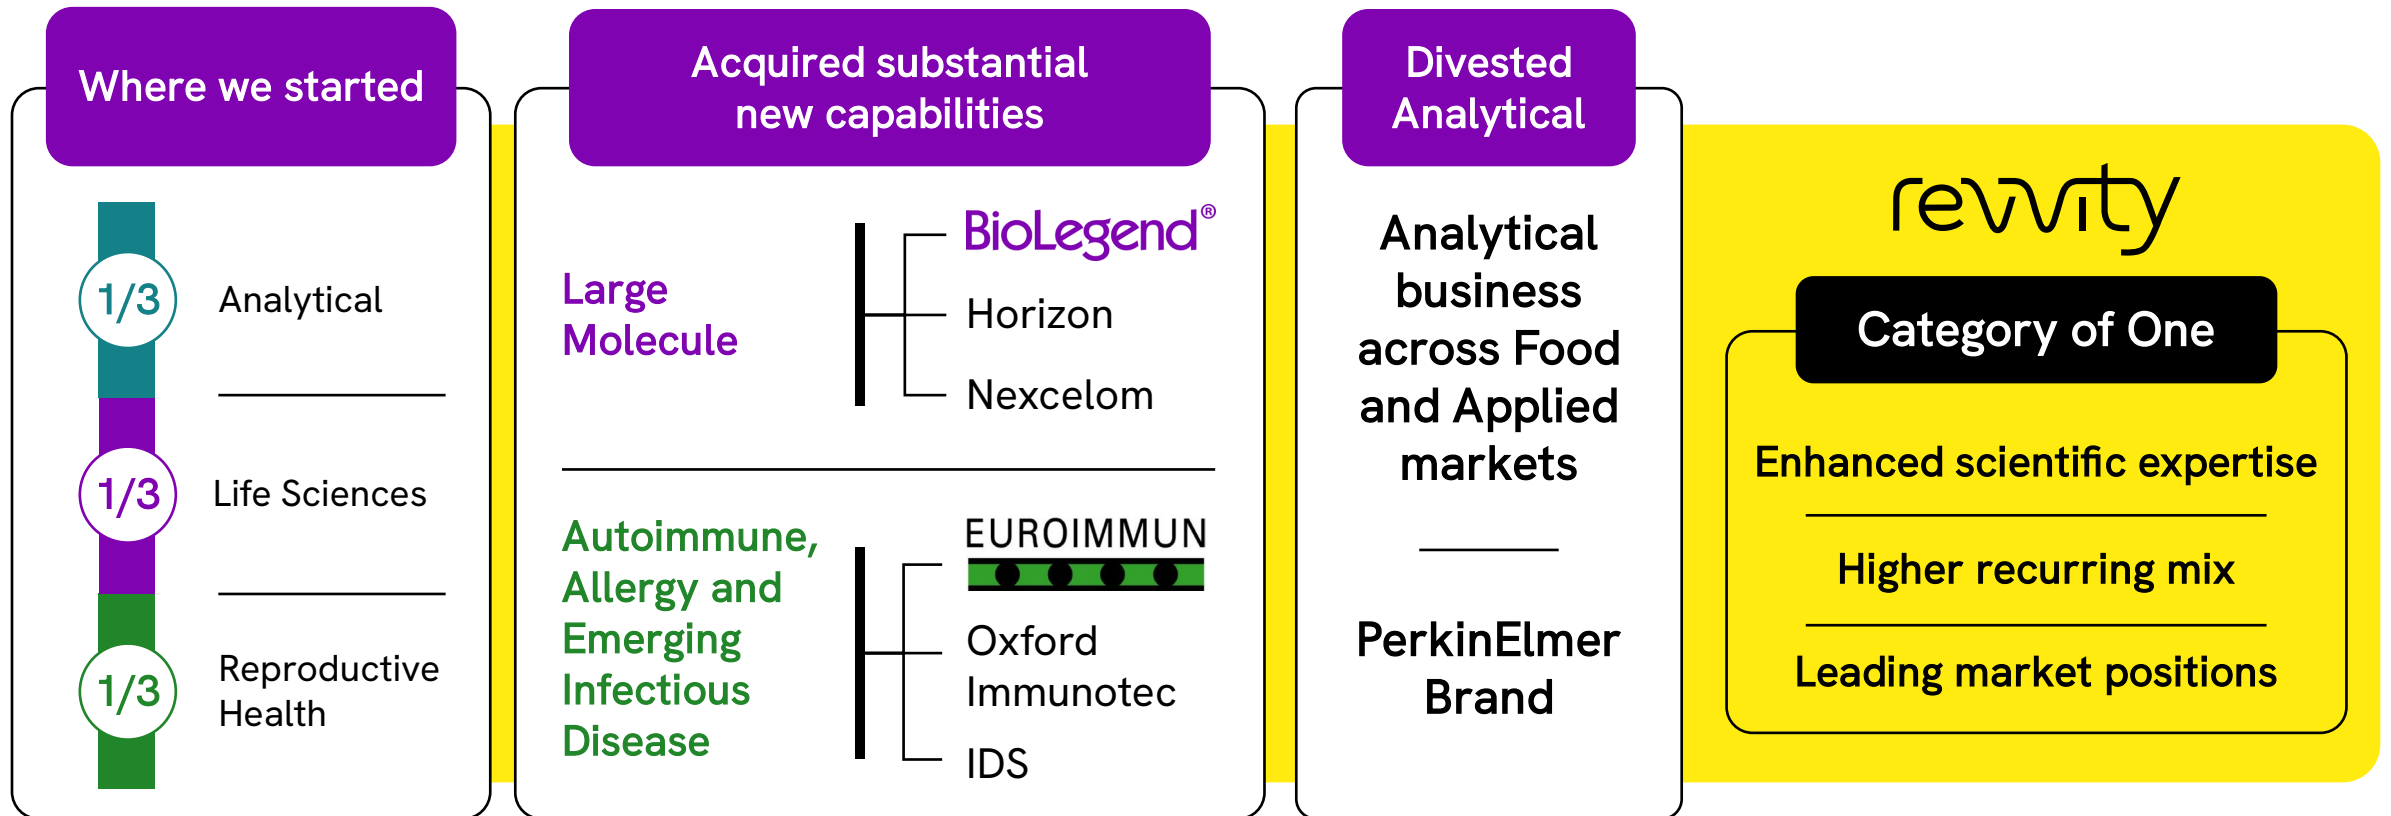 Where we started
1/3
Analytical
1/3
Life Sciences
1/3
Reproductive
Health
Acquired substantial
new capabilities
Large
Molecule
BioLegend®
Horizon
Nexcelom
Autoimmune,
Allergy and
Emerging
Infectious
Disease
EUROIMMUN
Oxford
Immunotec
IDS
Divested
Analytical
Analytical
business
across Food
and Applied
markets
PerkinElmer
Brand
revvity
Category of One
Enhanced scientific expertise
Higher recurring mix
Leading market positions